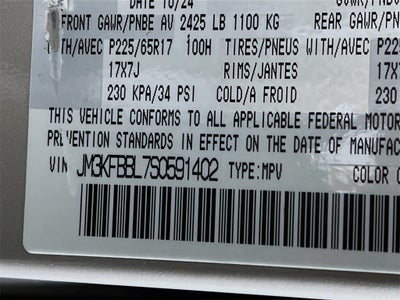 DATE 10/24
FRONT GAWR/PNBE AV 2425 LB 1100 KG REAR GAWR/
WITH/AVEC P225/65R17 100H TIRES/PNEUS WITH/AVEC P225
17X7J RIMS/JANTES 17X7
230 KPA/34 PSI COLD/A FROID 230
THIS VEHICLE CONFORMS TO ALL APPLICABLE FEDERAL MOTOR
PREVENTION STANDARDS IN EFFECT ON THE DATE OF MANUFAC
VIN JM3KFBBL7S0591402 TYPE:MPV COLOR C